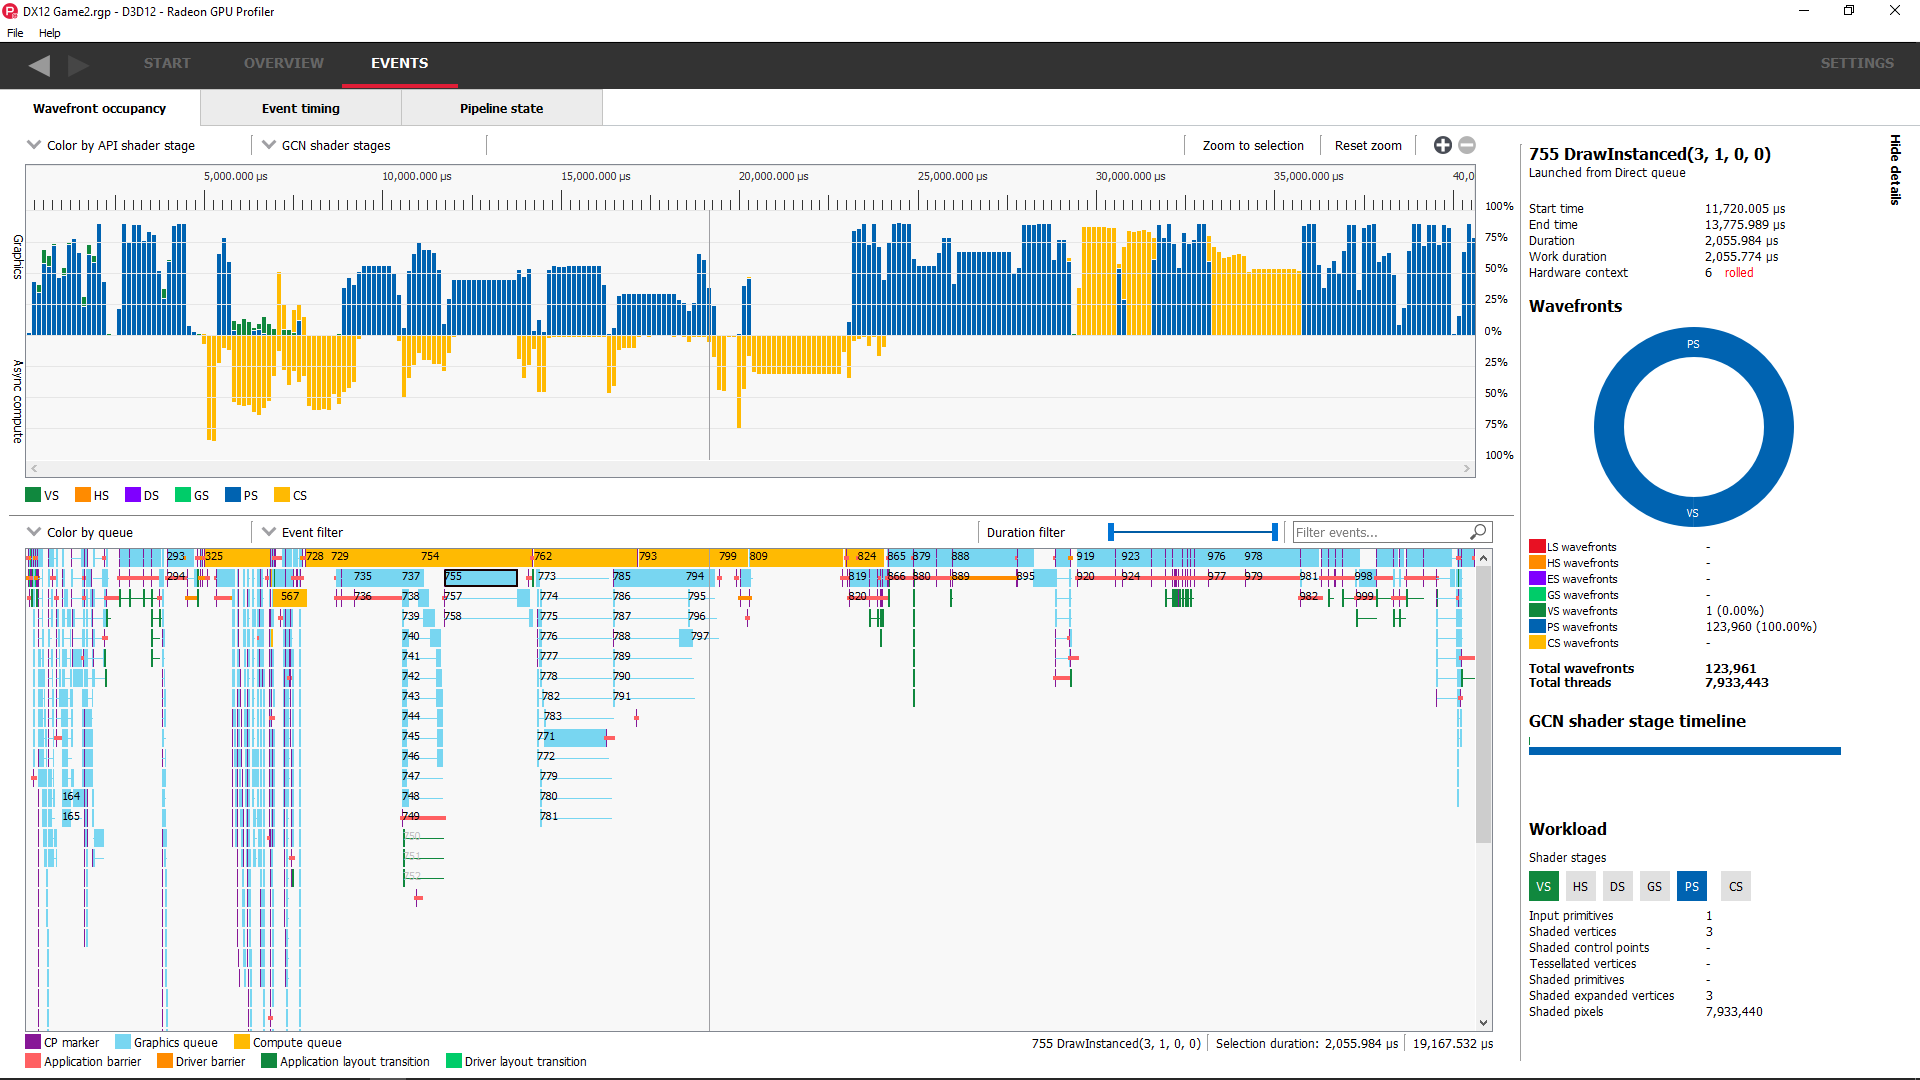 DX12 Game2.rgp - D3D12 - Radeon GPU Profiler
File Help
START OVERVIEW EVENTS SETTINGS
Wavefront occupancy Event timing Pipeline state
Color by API shader stage GCN shader stages Zoom to selection Reset zoom
5,000.000 µs 10,000.000 µs 15,000.000 µs 20,000.000 µs 25,000.000 µs 30,000.000 µs 35,000.000 µs 40,0
Graphics
Async compute
100%
75%
50%
25%
0%
25%
50%
75%
100%
VS HS DS GS PS CS
Color by queue Event filter Duration filter Filter events...
293 325 728 729 754 762 793 799 809 824 865 879 888 919 923 976 978
294 735 737 755 773 785 794 819 866 880 889 895 920 924 977 979 981 998
567 736 738 757 774 786 795 820 982 999
739 758 775 787 796
740 776 788 797
741 777 789
742 778 790
743 782 791
744 783
745 771
746 772
747 779
164 748 780
165 749 781
750
751
752
CP marker Graphics queue Compute queue
Application barrier Driver barrier Application layout transition Driver layout transition
755 DrawInstanced(3, 1, 0, 0) Selection duration: 2,055.984 µs 19,167.532 µs
Hide details
755 DrawInstanced(3, 1, 0, 0)
Launched from Direct queue
Start time 11,720.005 µs
End time 13,775.989 µs
Duration 2,055.984 µs
Work duration 2,055.774 µs
Hardware context 6 rolled
Wavefronts
PS
VS
LS wavefronts -
HS wavefronts -
ES wavefronts -
GS wavefronts -
VS wavefronts 1 (0.00%)
PS wavefronts 123,960 (100.00%)
CS wavefronts -
Total wavefronts 123,961
Total threads 7,933,443
GCN shader stage timeline
Workload
Shader stages
VS HS DS GS PS CS
Input primitives 1
Shaded vertices 3
Shaded control points -
Tessellated vertices -
Shaded primitives -
Shaded expanded vertices 3
Shaded pixels 7,933,440